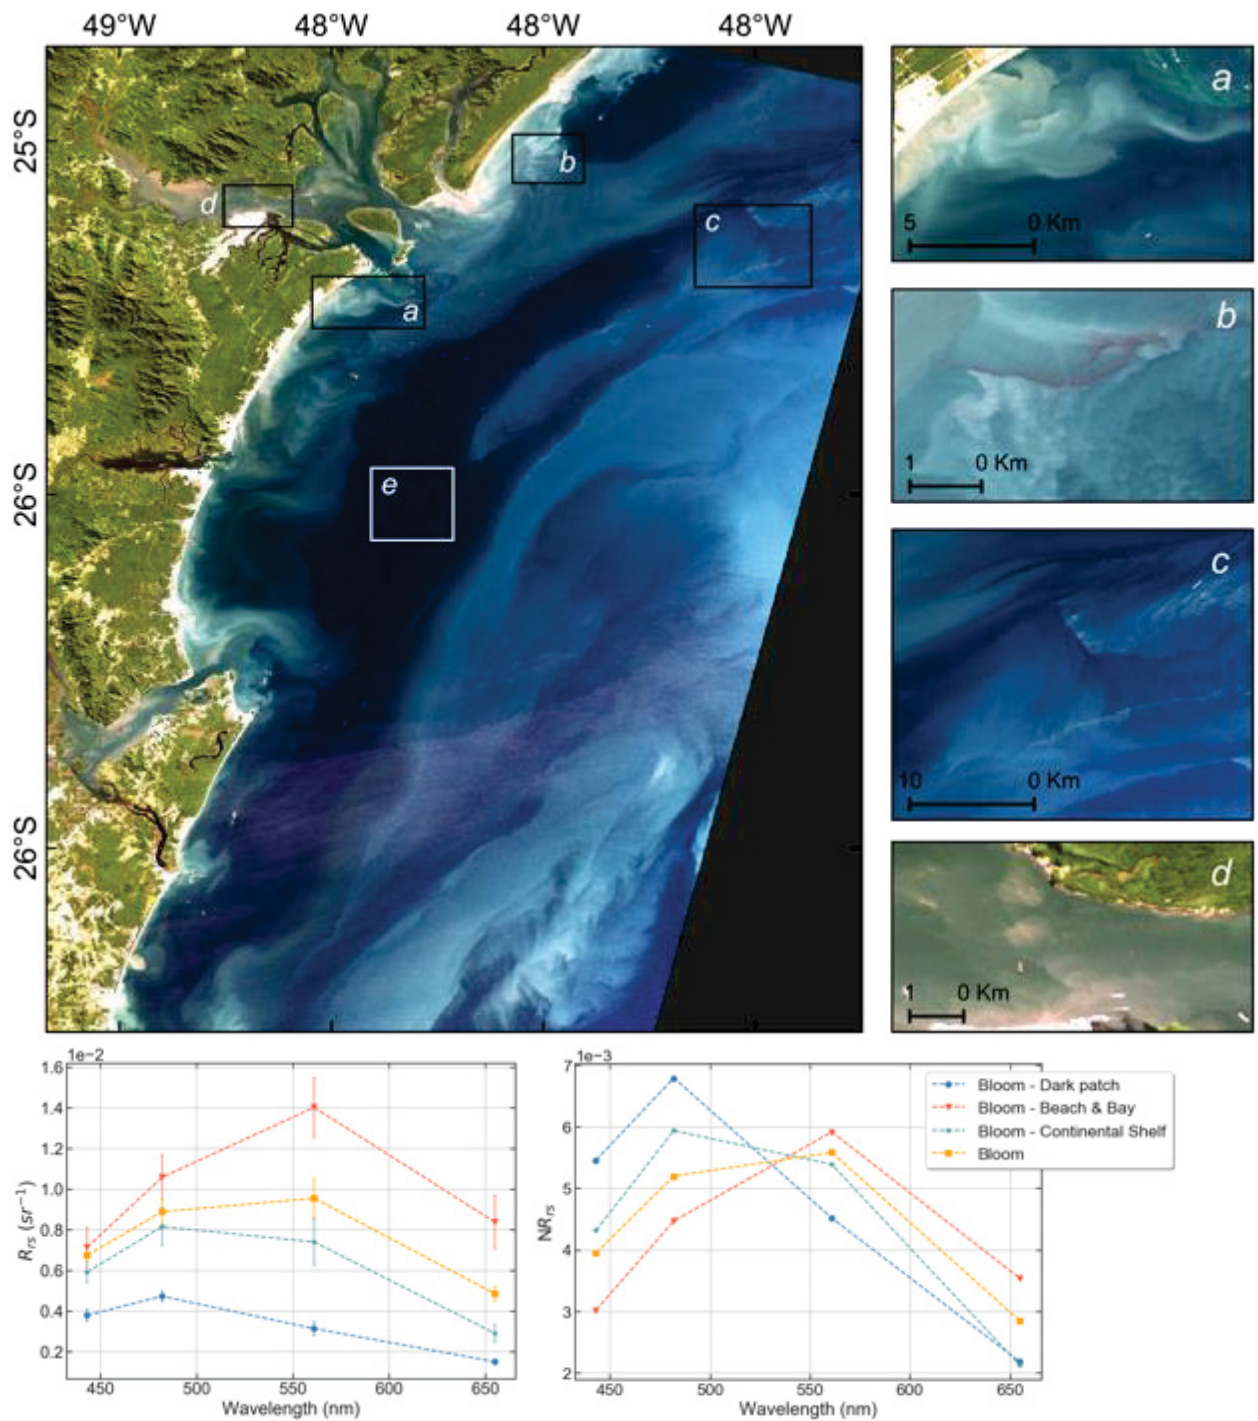 49°W 48°W 48°W 48°W
25°S
26°S
26°S
a
b
c
d
e
a
5 0 Km
b
1 0 Km
c
10 0 Km
d
1 0 Km
1e−2
1.6
1.4
1.2
1.0
0.8
0.6
0.4
0.2
R_rs (sr⁻¹)
450 500 550 600 650
Wavelength (nm)
1e−3
7
6
5
4
3
2
NR_rs
450 500 550 600 650
Wavelength (nm)
Bloom - Dark patch
Bloom - Beach & Bay
Bloom - Continental Shelf
Bloom